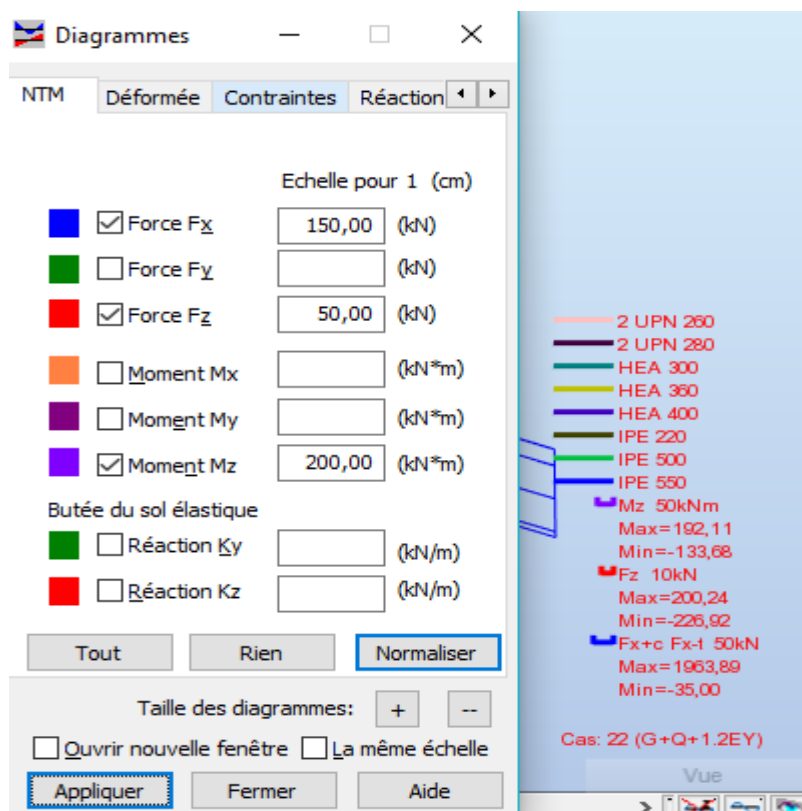 Diagrammes
NTM Déformée Contraintes Réaction
Echelle pour 1 (cm)
Force Fx 150,00 (kN)
Force Fy (kN)
Force Fz 50,00 (kN)
Moment Mx (kN*m)
Moment My (kN*m)
Moment Mz 200,00 (kN*m)
Butée du sol élastique
Réaction Ky (kN/m)
Réaction Kz (kN/m)
Tout Rien Normaliser
Taille des diagrammes: + --
Ouvrir nouvelle fenêtre La même échelle
Appliquer Fermer Aide
2 UPN 260
2 UPN 280
HEA 300
HEA 360
HEA 400
IPE 220
IPE 500
IPE 550
Mz 50kNm
Max=192,11
Min=-133,68
Fz 10kN
Max=200,24
Min=-226,92
Fx+c Fx-t 50kN
Max=1963,89
Min=-35,00
Cas: 22 (G+Q+1.2EY)
Vue